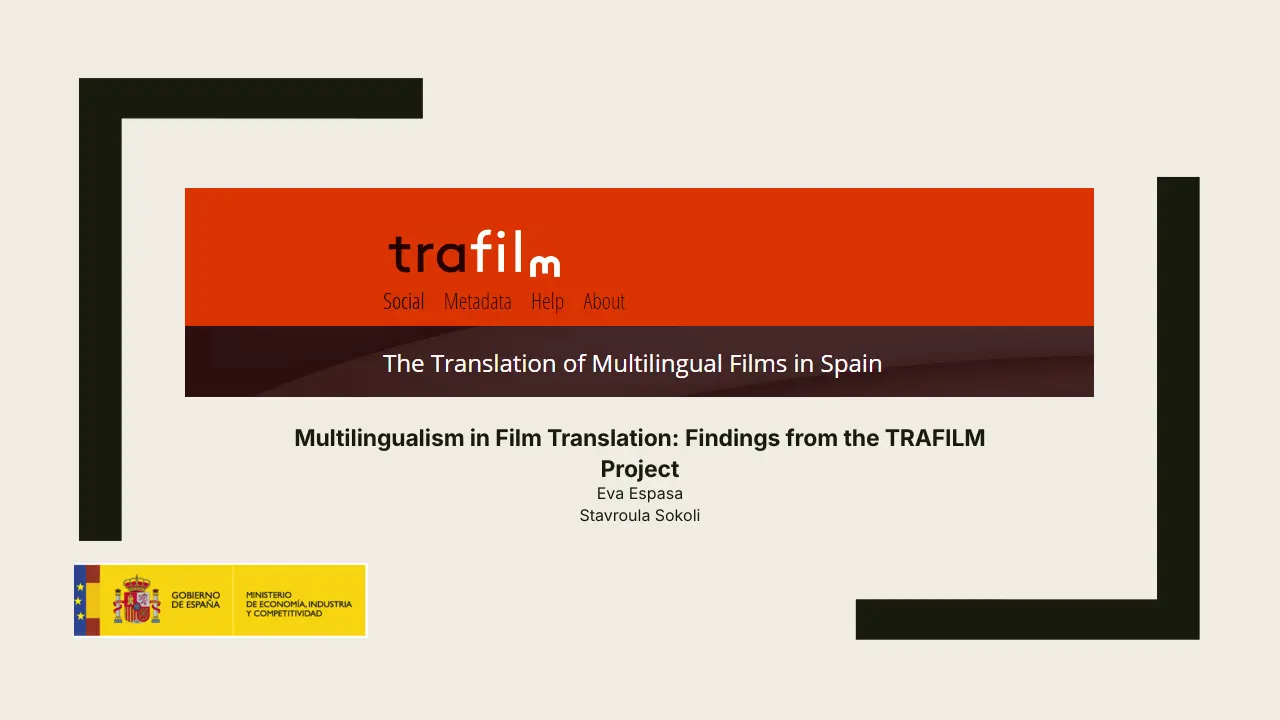 trafilm
Social Metadata Help About
The Translation of Multilingual Films in Spain
Multilingualism in Film Translation: Findings from the TRAFILM
Project
Eva Espasa
Stavroula Sokoli
GOBIERNO
DE ESPAÑA
MINISTERIO
DE ECONOMÍA, INDUSTRIA
Y COMPETITIVIDAD